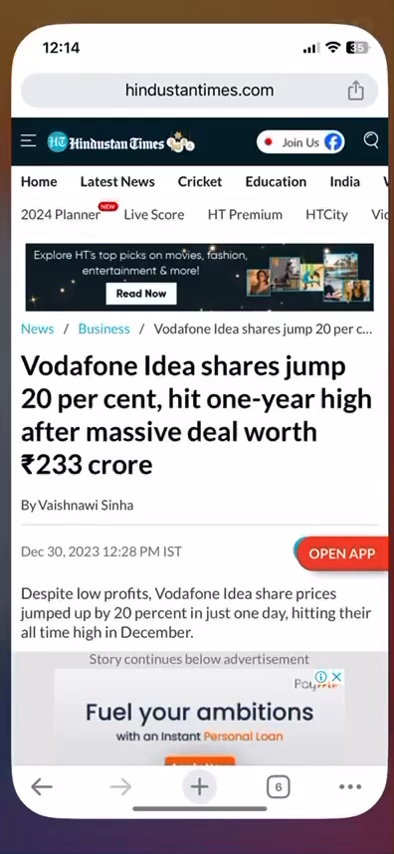 12:14
35
hindustantimes.com
HT Hindustan Times
Join Us
Home Latest News Cricket Education India
2024 Planner NEW Live Score HT Premium HTCity Vid
Explore HT's top picks on movies, fashion,
entertainment & more!
Read Now
News / Business / Vodafone Idea shares jump 20 per c...
Vodafone Idea shares jump
20 per cent, hit one-year high
after massive deal worth
₹233 crore
By Vaishnawi Sinha
Dec 30, 2023 12:28 PM IST
OPEN APP
Despite low profits, Vodafone Idea share prices
jumped up by 20 percent in just one day, hitting their
all time high in December.
Story continues below advertisement
Fuel your ambitions
with an Instant Personal Loan
6